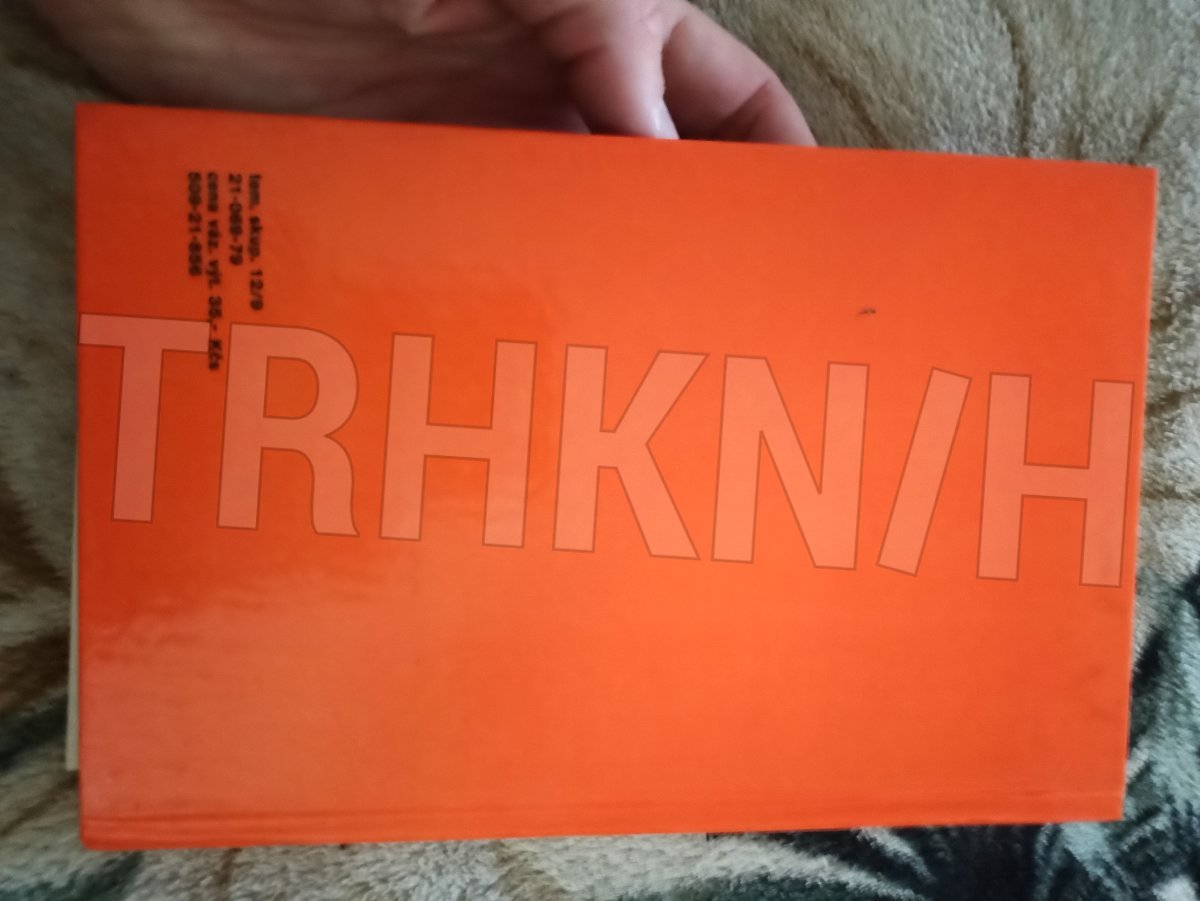 tem. skup. 12/9
21-069-79
cena váz. výt. 35,- Kčs
509-21-856
TRHKN/H